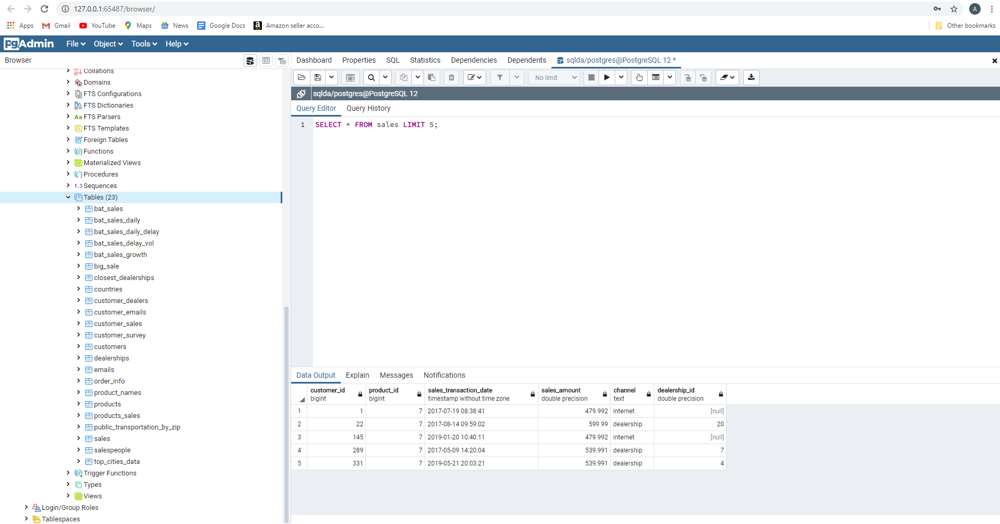 127.0.0.1:65487/browser/
A
Apps Gmail YouTube Maps News Google Docs Amazon seller acco... Other bookmarks
pgAdmin File Object Tools Help
Browser
Dashboard Properties SQL Statistics Dependencies Dependents sqlda/postgres@PostgreSQL 12 *
No limit
sqlda/postgres@PostgreSQL 12
Query Editor Query History
1 SELECT * FROM sales LIMIT 5;
Collations
Domains
FTS Configurations
FTS Dictionaries
Aa FTS Parsers
FTS Templates
Foreign Tables
Functions
Materialized Views
Procedures
1..3 Sequences
Tables (23)
bat_sales
bat_sales_daily
bat_sales_daily_delay
bat_sales_delay_vol
bat_sales_growth
big_sale
closest_dealerships
countries
customer_dealers
customer_emails
customer_sales
customer_survey
customers
dealerships
emails
order_info
product_names
products
products_sales
public_transportation_by_zip
sales
salespeople
top_cities_data
Trigger Functions
Types
Views
Login/Group Roles
Tablespaces
Data Output Explain Messages Notifications
customer_id product_id sales_transaction_date sales_amount channel dealership_id
bigint bigint timestamp without time zone double precision text double precision
1 1 7 2017-07-19 08:38:41 479.992 internet [null]
2 22 7 2017-08-14 09:59:02 599.99 dealership 20
3 145 7 2019-01-20 10:40:11 479.992 internet [null]
4 289 7 2017-05-09 14:20:04 539.991 dealership 7
5 331 7 2019-05-21 20:03:21 539.991 dealership 4